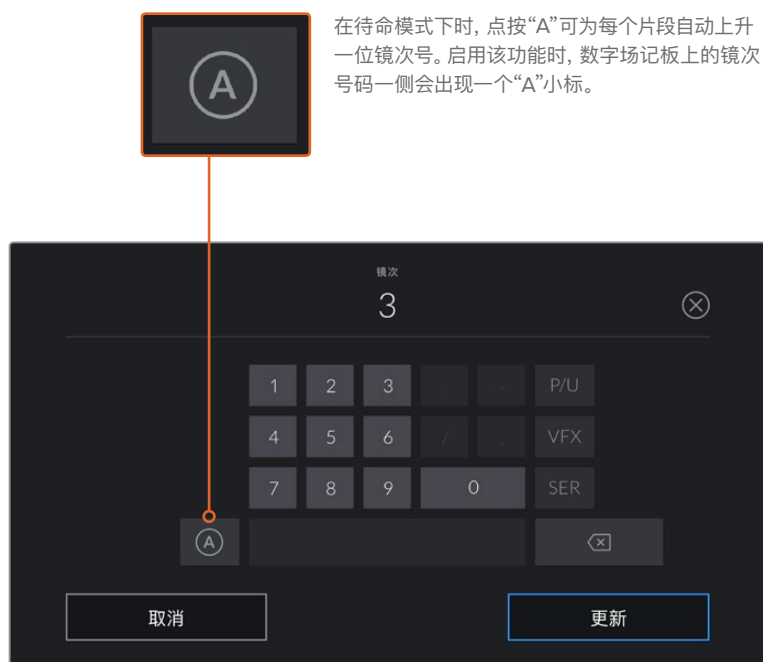 在待命模式下时, 点按“A”可为每个片段自动上升
一位镜次号。启用该功能时, 数字场记板上的镜次
号码一侧会出现一个“A”小标。
A
镜次
3
1 2 3 . - P/U
4 5 6 / , VFX
7 8 9 0 SER
A
取消 更新